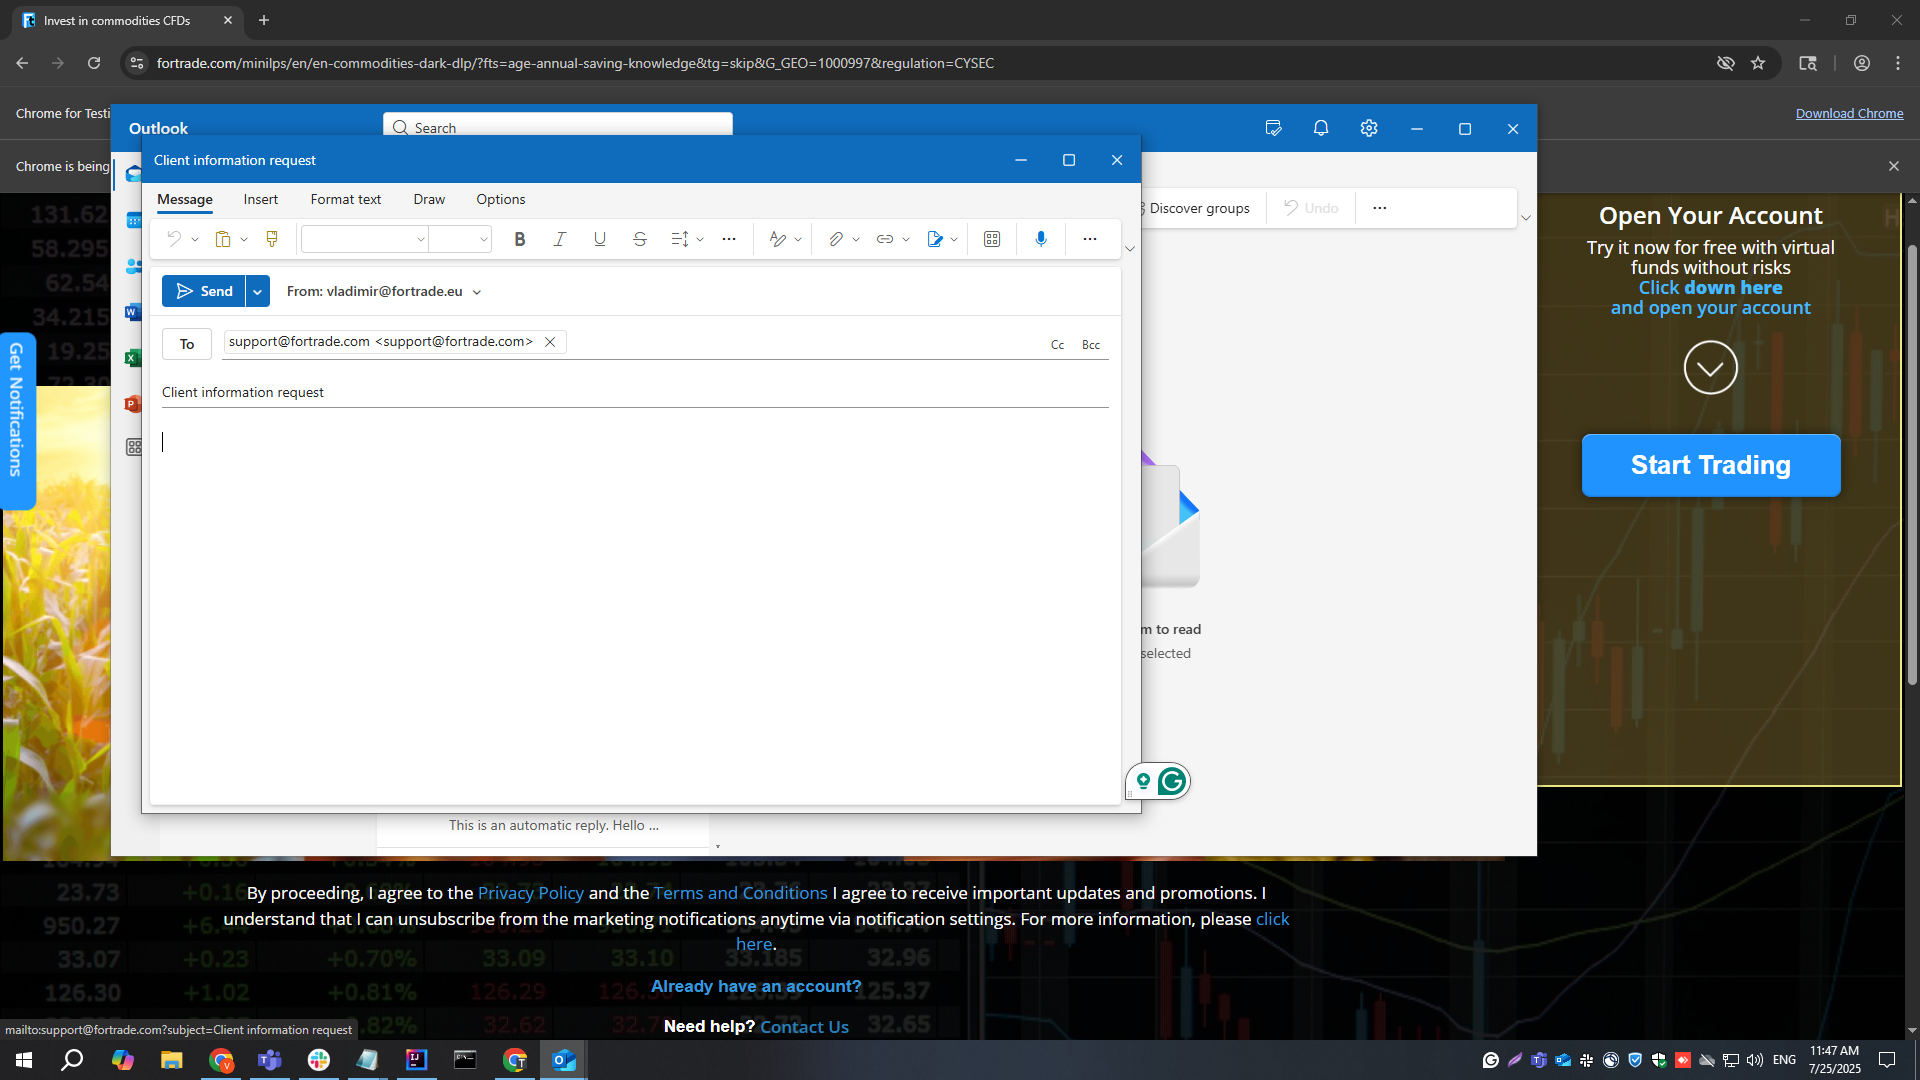 Invest in commodities CFDs
fortrade.com/minilps/en/en-commodities-dark-dlp/?fts=age-annual-saving-knowledge&tg=skip&G_GEO=1000997&regulation=CYSEC
Chrome for Testi
Download Chrome
Chrome is being
Outlook
Search
Client information request
Message
Insert
Format text
Draw
Options
Discover groups
Undo
Send
From: vladimir@fortrade.eu
To
support@fortrade.com <support@fortrade.com>
Cc
Bcc
Client information request
m to read
selected
This is an automatic reply. Hello ...
Get Notifications
Open Your Account
Try it now for free with virtual
funds without risks
Click down here
and open your account
Start Trading
131.62
58.295
62.54
34.215
19.25
72.30
23.73
+0.16
950.27
33.07
+0.23
+0.70%
33.09
33.10
33.185
32.96
126.30
+1.02
+0.81%
126.29
125.37
32.62
32.65
By proceeding, I agree to the Privacy Policy and the Terms and Conditions I agree to receive important updates and promotions. I
understand that I can unsubscribe from the marketing notifications anytime via notification settings. For more information, please click
here.
Already have an account?
Need help? Contact Us
mailto:support@fortrade.com?subject=Client information request
ENG
11:47 AM
7/25/2025